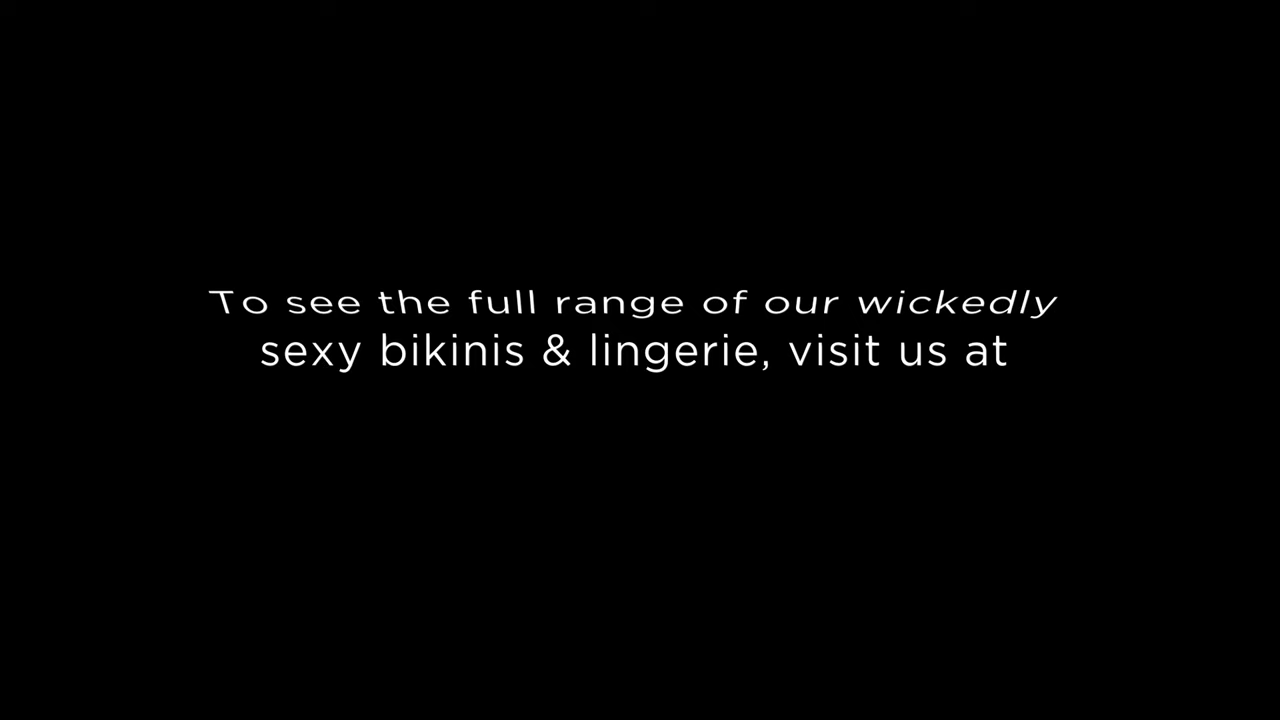 To see the full range of our wickedly
sexy bikinis & lingerie, visit us at